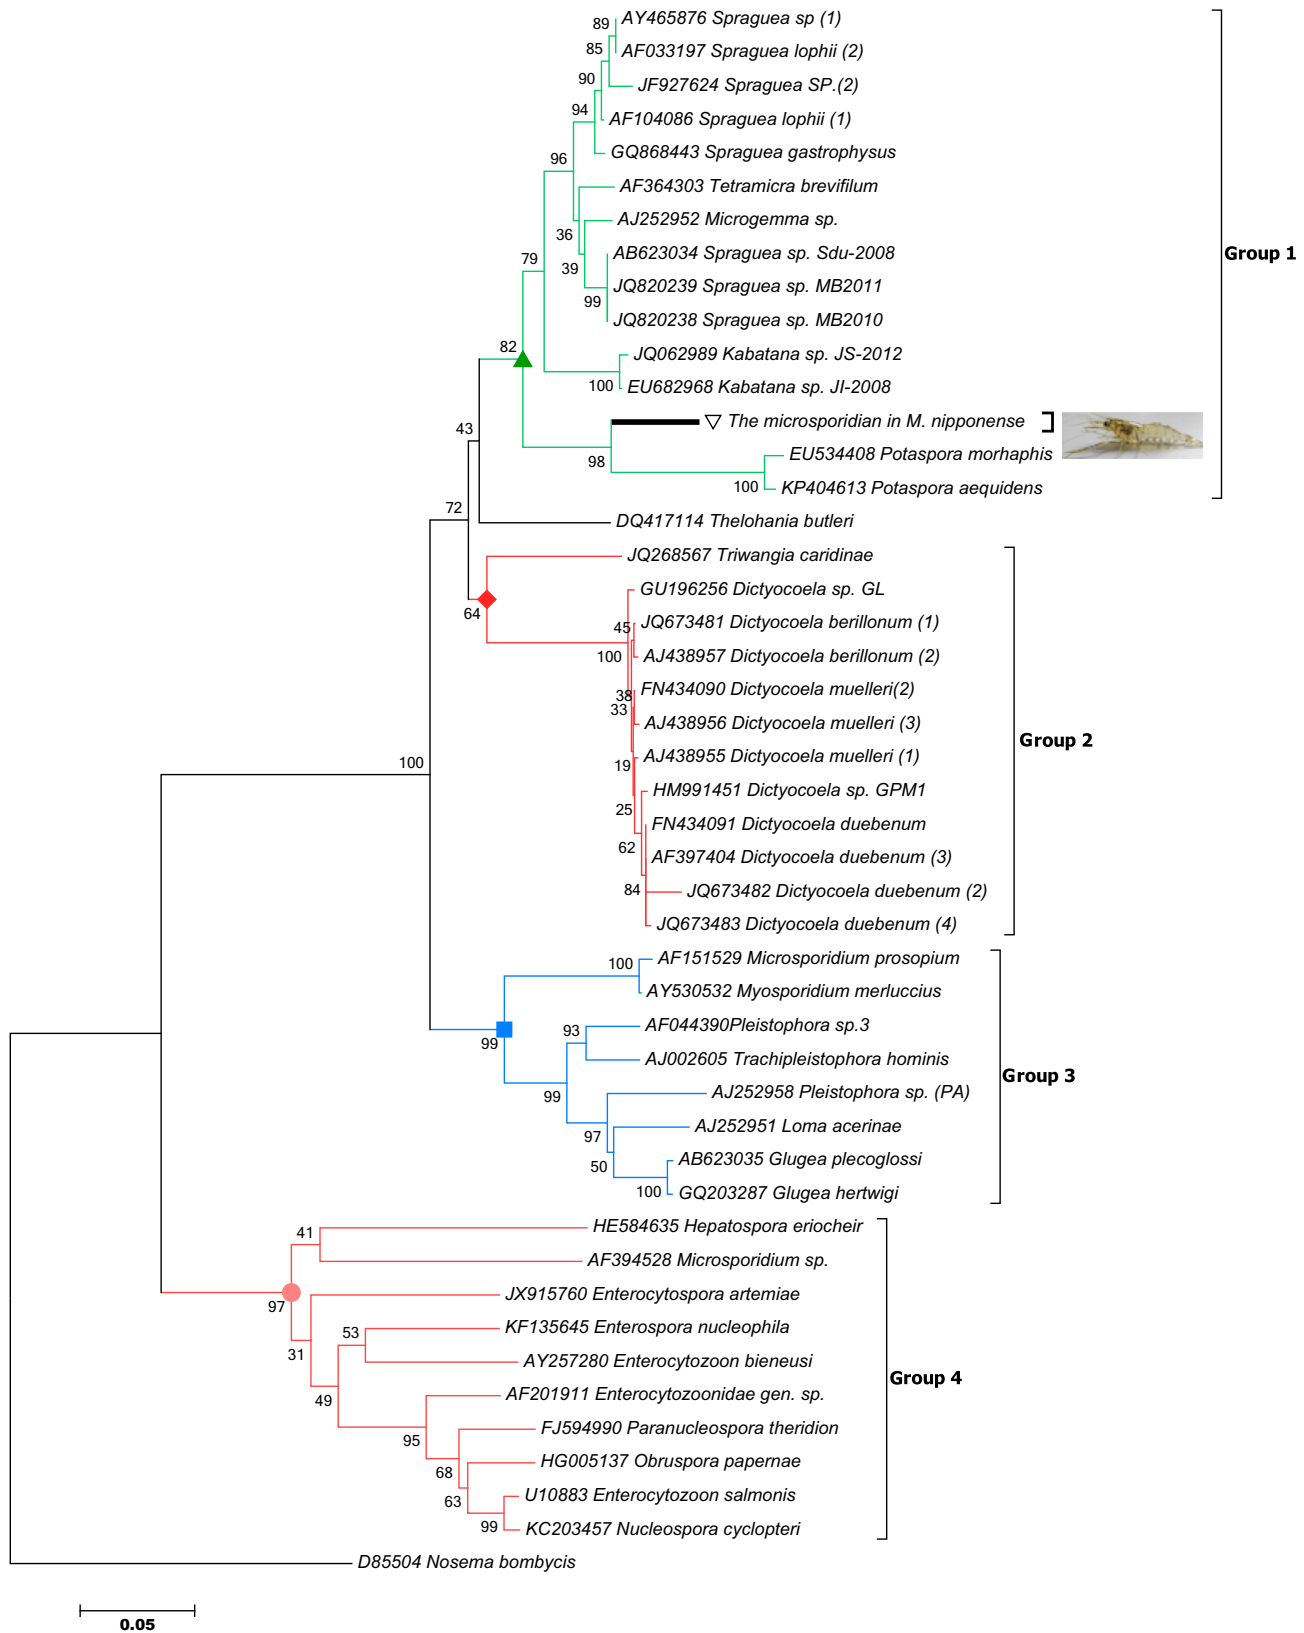 89
AY465876 Spraguea sp (1)
85
AF033197 Spraguea lophii (2)
90
JF927624 Spraguea SP.(2)
94
AF104086 Spraguea lophii (1)
GQ868443 Spraguea gastrophysus
96
AF364303 Tetramicra brevifilum
AJ252952 Microgemma sp.
36
AB623034 Spraguea sp. Sdu-2008
Group 1
79
39
JQ820239 Spraguea sp. MB2011
99
JQ820238 Spraguea sp. MB2010
82
JQ062989 Kabatana sp. JS-2012
100
EU682968 Kabatana sp. JI-2008
The microsporidian in M. nipponense
43
98
EU534408 Potaspora morhaphis
100
KP404613 Potaspora aequidens
72
DQ417114 Thelohania butleri
JQ268567 Triwangia caridinae
GU196256 Dictyocoela sp. GL
64
45
JQ673481 Dictyocoela berillonum (1)
100
AJ438957 Dictyocoela berillonum (2)
38
FN434090 Dictyocoela muelleri(2)
33
AJ438956 Dictyocoela muelleri (3)
Group 2
AJ438955 Dictyocoela muelleri (1)
19
100
HM991451 Dictyocoela sp. GPM1
25
FN434091 Dictyocoela duebenum
62
AF397404 Dictyocoela duebenum (3)
84
JQ673482 Dictyocoela duebenum (2)
JQ673483 Dictyocoela duebenum (4)
100
AF151529 Microsporidium prosopium
AY530532 Myosporidium merluccius
93
AF044390Pleistophora sp.3
99
AJ002605 Trachipleistophora hominis
Group 3
99
AJ252958 Pleistophora sp. (PA)
97
AJ252951 Loma acerinae
50
AB623035 Glugea plecoglossi
100
GQ203287 Glugea hertwigi
41
HE584635 Hepatospora eriocheir
AF394528 Microsporidium sp.
97
JX915760 Enterocytospora artemiae
53
KF135645 Enterospora nucleophila
31
AY257280 Enterocytozoon bieneusi
Group 4
49
AF201911 Enterocytozoonidae gen. sp.
95
FJ594990 Paranucleospora theridion
68
HG005137 Obruspora papernae
63
U10883 Enterocytozoon salmonis
99
KC203457 Nucleospora cyclopteri
D85504 Nosema bombycis
0.05